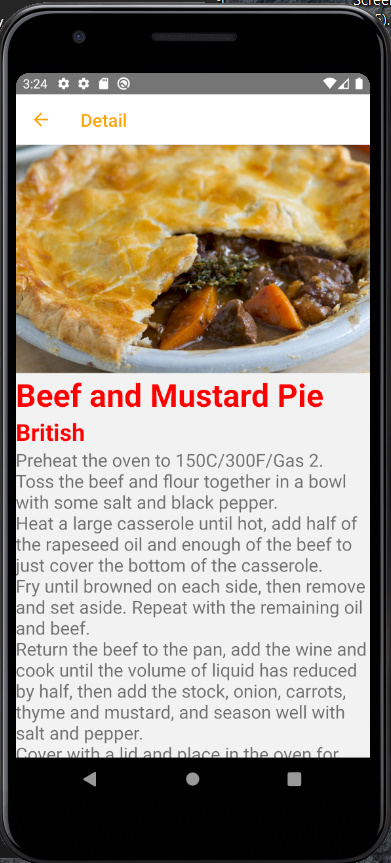 Screen
3:24
Detail
Beef and Mustard Pie
British
Preheat the oven to 150C/300F/Gas 2.
Toss the beef and flour together in a bowl
with some salt and black pepper.
Heat a large casserole until hot, add half of
the rapeseed oil and enough of the beef to
just cover the bottom of the casserole.
Fry until browned on each side, then remove
and set aside. Repeat with the remaining oil
and beef.
Return the beef to the pan, add the wine and
cook until the volume of liquid has reduced
by half, then add the stock, onion, carrots,
thyme and mustard, and season well with
salt and pepper.
Cover with a lid and place in the oven for